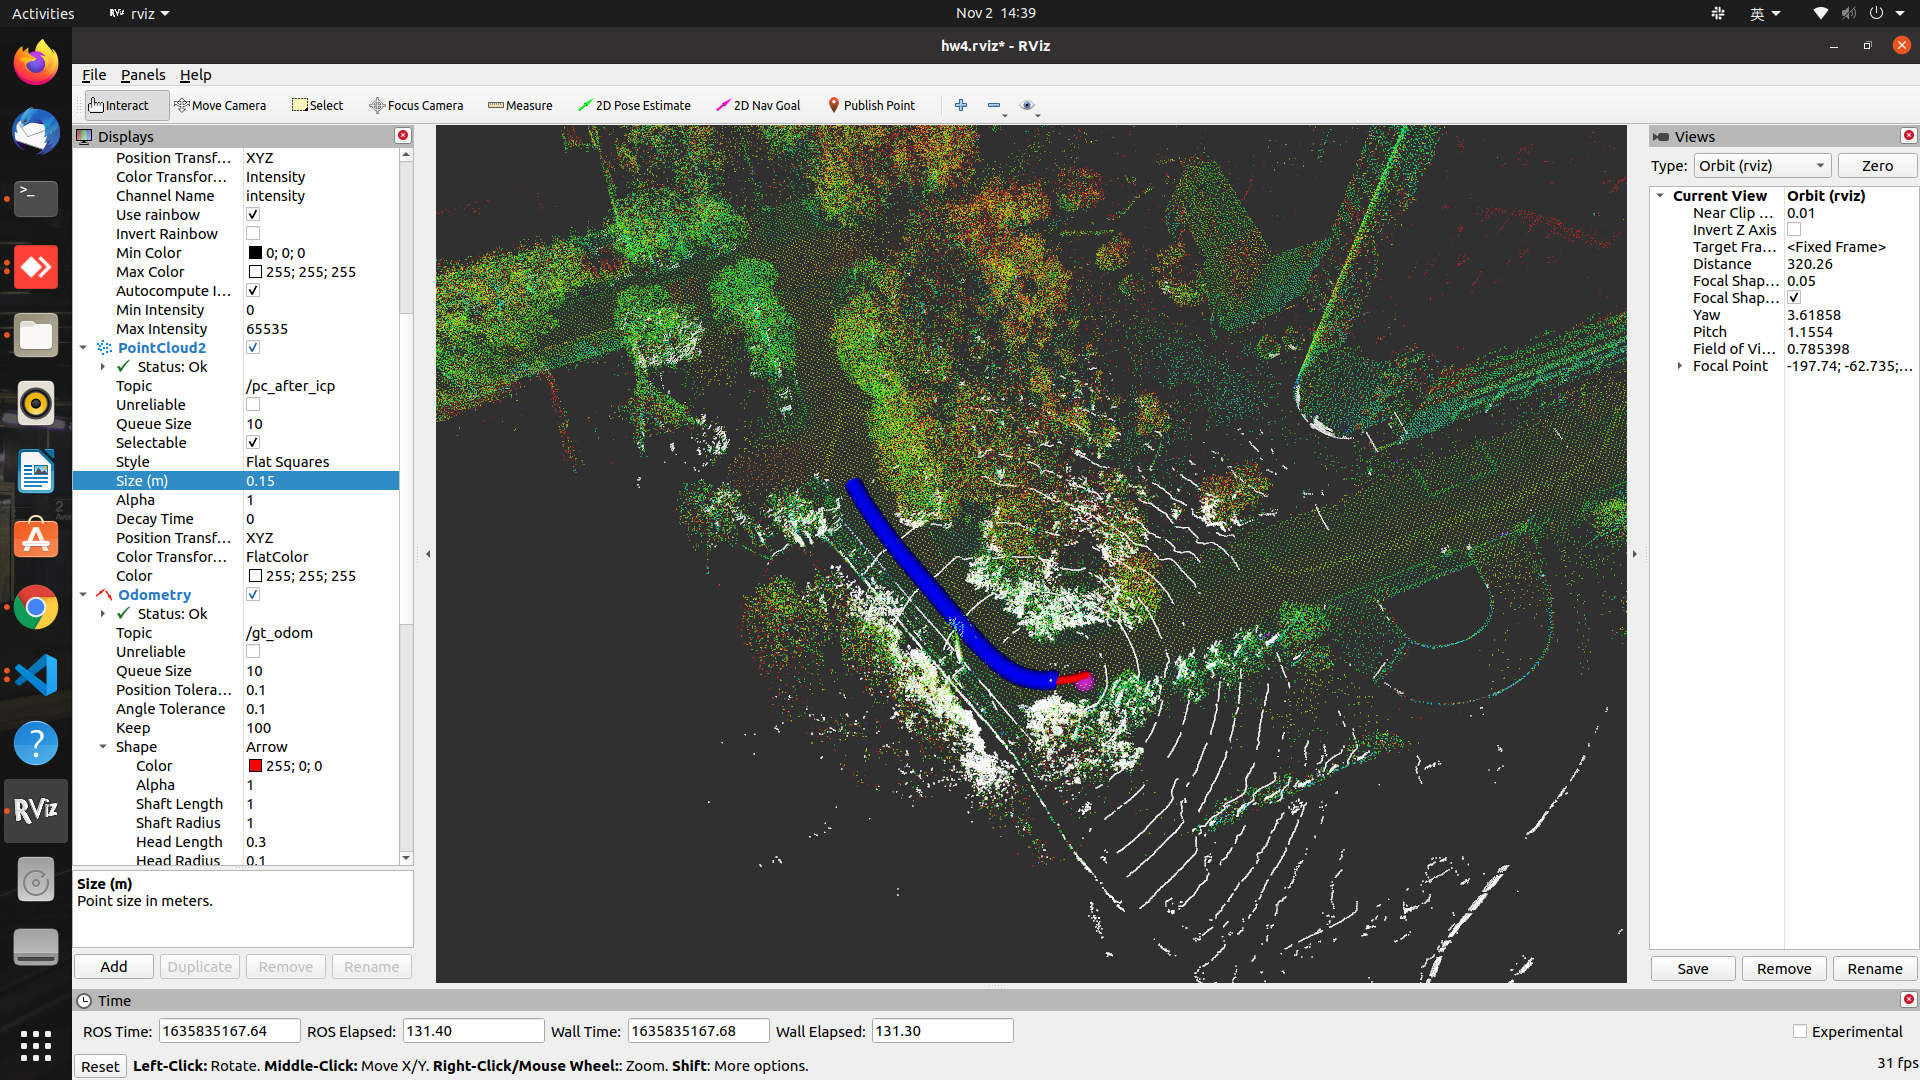 Activities
RViz rviz
Nov 2 14:39
英
hw4.rviz* - RViz
File Panels Help
Interact Move Camera Select Focus Camera Measure 2D Pose Estimate 2D Nav Goal Publish Point
Displays
Position Transf... XYZ
Color Transfor... Intensity
Channel Name intensity
Use rainbow
Invert Rainbow
Min Color 0; 0; 0
Max Color 255; 255; 255
Autocompute I...
Min Intensity 0
Max Intensity 65535
PointCloud2
Status: Ok
Topic /pc_after_icp
Unreliable
Queue Size 10
Selectable
Style Flat Squares
Size (m) 0.15
Alpha 1
Decay Time 0
Position Transf... XYZ
Color Transfor... FlatColor
Color 255; 255; 255
Odometry
Status: Ok
Topic /gt_odom
Unreliable
Queue Size 10
Position Tolera... 0.1
Angle Tolerance 0.1
Keep 100
Shape Arrow
Color 255; 0; 0
Alpha 1
Shaft Length 1
Shaft Radius 1
Head Length 0.3
Head Radius 0.1
Size (m)
Point size in meters.
Add Duplicate Remove Rename
Views
Type: Orbit (rviz) Zero
Current View Orbit (rviz)
Near Clip ... 0.01
Invert Z Axis
Target Fra... <Fixed Frame>
Distance 320.26
Focal Shap... 0.05
Focal Shap...
Yaw 3.61858
Pitch 1.1554
Field of Vi... 0.785398
Focal Point -197.74; -62.735;...
Save Remove Rename
RViz
Time
ROS Time: 1635835167.64 ROS Elapsed: 131.40 Wall Time: 1635835167.68 Wall Elapsed: 131.30 Experimental
Reset Left-Click: Rotate. Middle-Click: Move X/Y. Right-Click/Mouse Wheel:: Zoom. Shift: More options. 31 fps